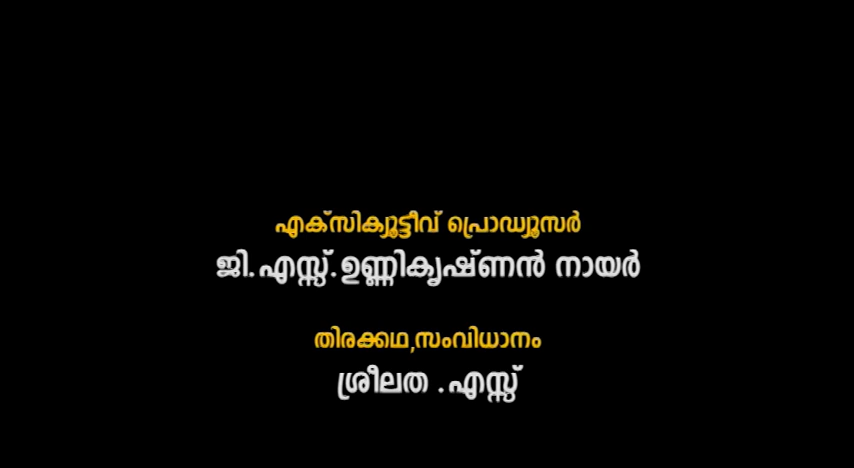 എക്സിക്യൂട്ടീവ് പ്രൊഡ്യൂസർ
ജി.എസ്സ്.ഉണ്ണികൃഷ്ണൻ നായർ
തിരക്കഥ,സംവിധാനം
ശ്രീലത .എസ്സ്